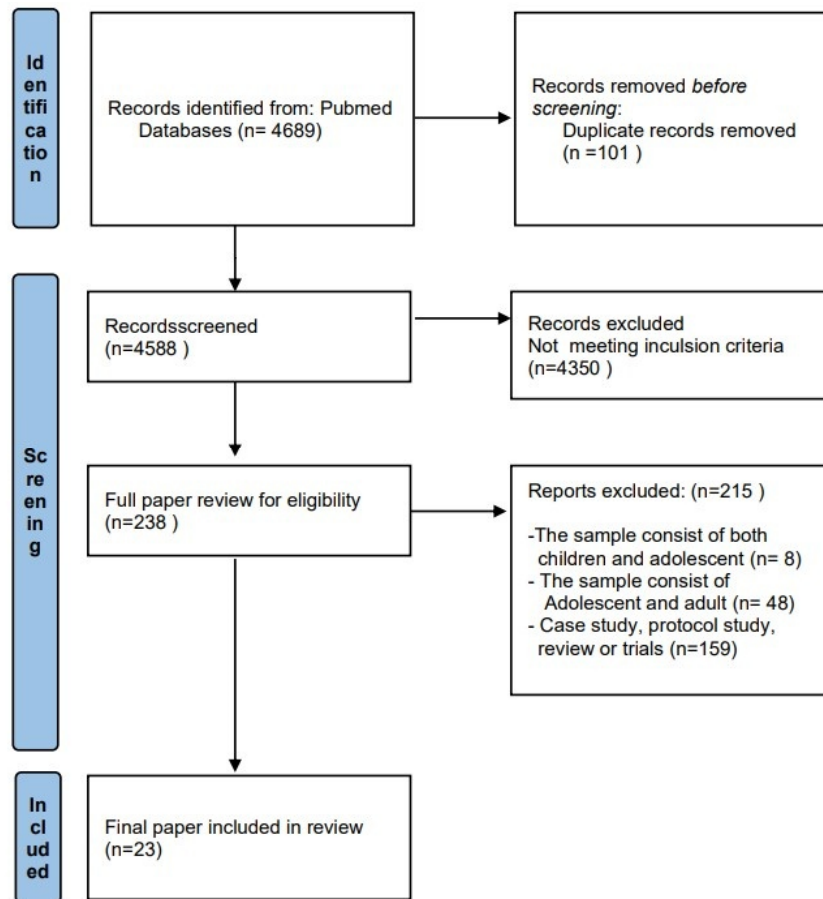 Id
en
tifi
ca
tio
n
Records identified from: Pubmed
Databases (n= 4689)
Records removed before
screening:
Duplicate records removed
(n =101 )
Sc
re
en
in
g
Recordsscreened
(n=4588 )
Records excluded
Not meeting inculsion criteria
(n=4350 )
Full paper review for eligibility
(n=238 )
Reports excluded: (n=215 )
-The sample consist of both
children and adolescent (n= 8)
- The sample consist of
Adolescent and adult (n= 48)
- Case study, protocol study,
review or trials (n=159)
In
cl
ud
ed
Final paper included in review
(n=23)